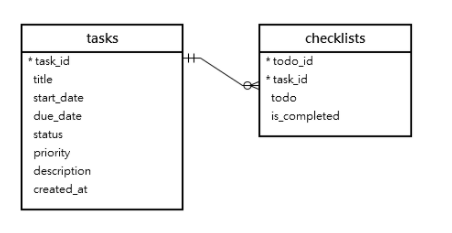 tasks
* task_id
title
start_date
due_date
status
priority
description
created_at
checklists
* todo_id
* task_id
todo
is_completed